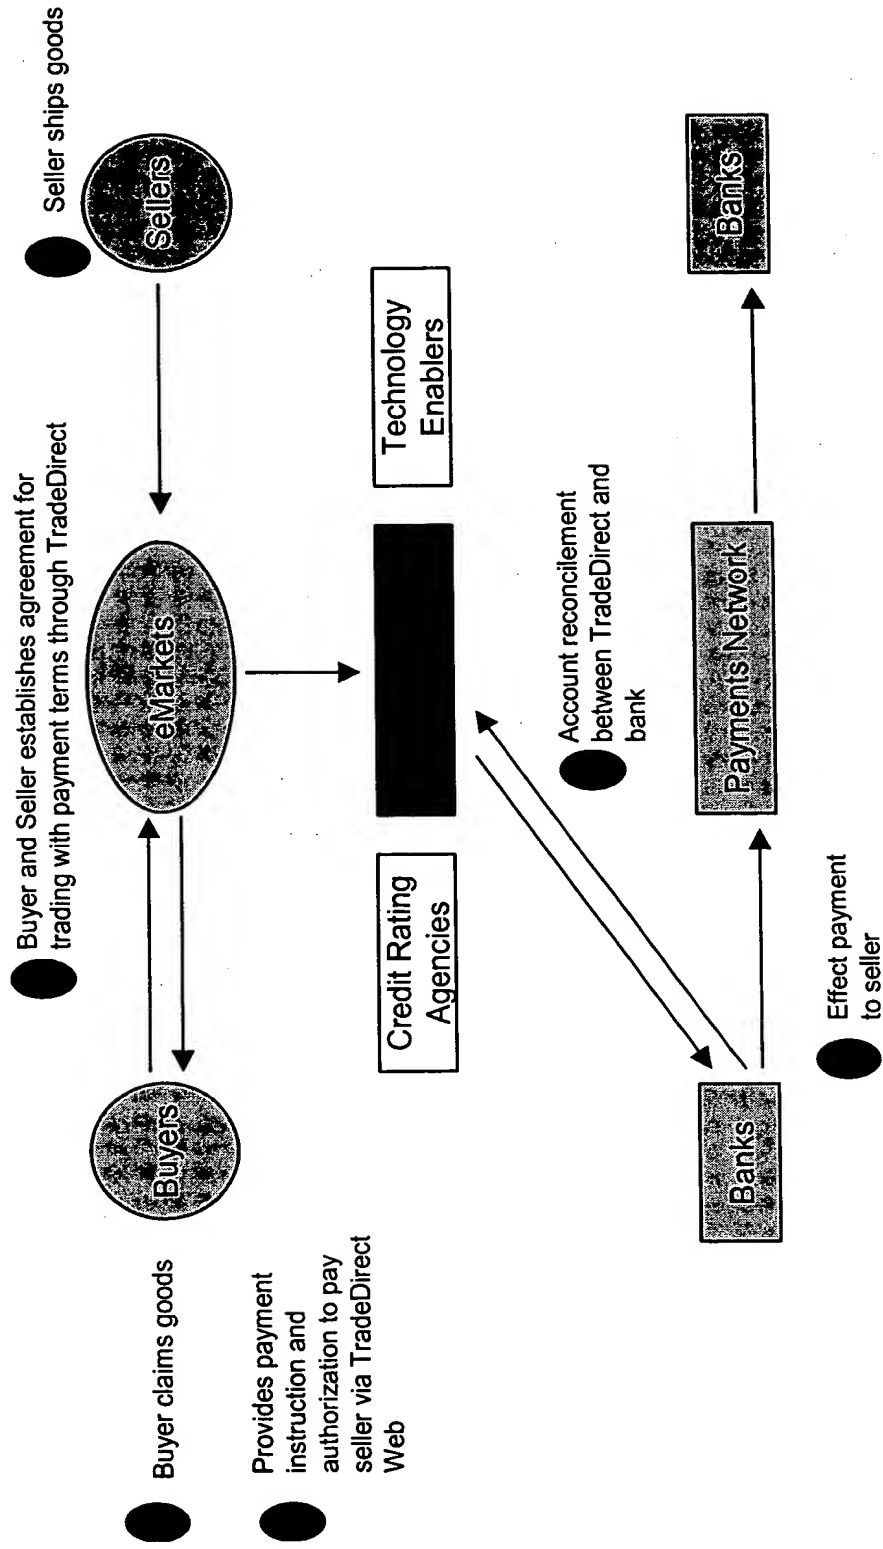 Buyer and Seller establishes agreement for
trading with payment terms through TradeDirect
Seller ships goods
Buyers
eMarkets
Sellers
Buyer claims goods
Provides payment
instruction and
authorization to pay
seller via TradeDirect
Web
Credit Rating
Agencies
Technology
Enablers
Account reconcilement
between TradeDirect and
bank
Banks
Payments Network
Banks
Effect payment
to seller